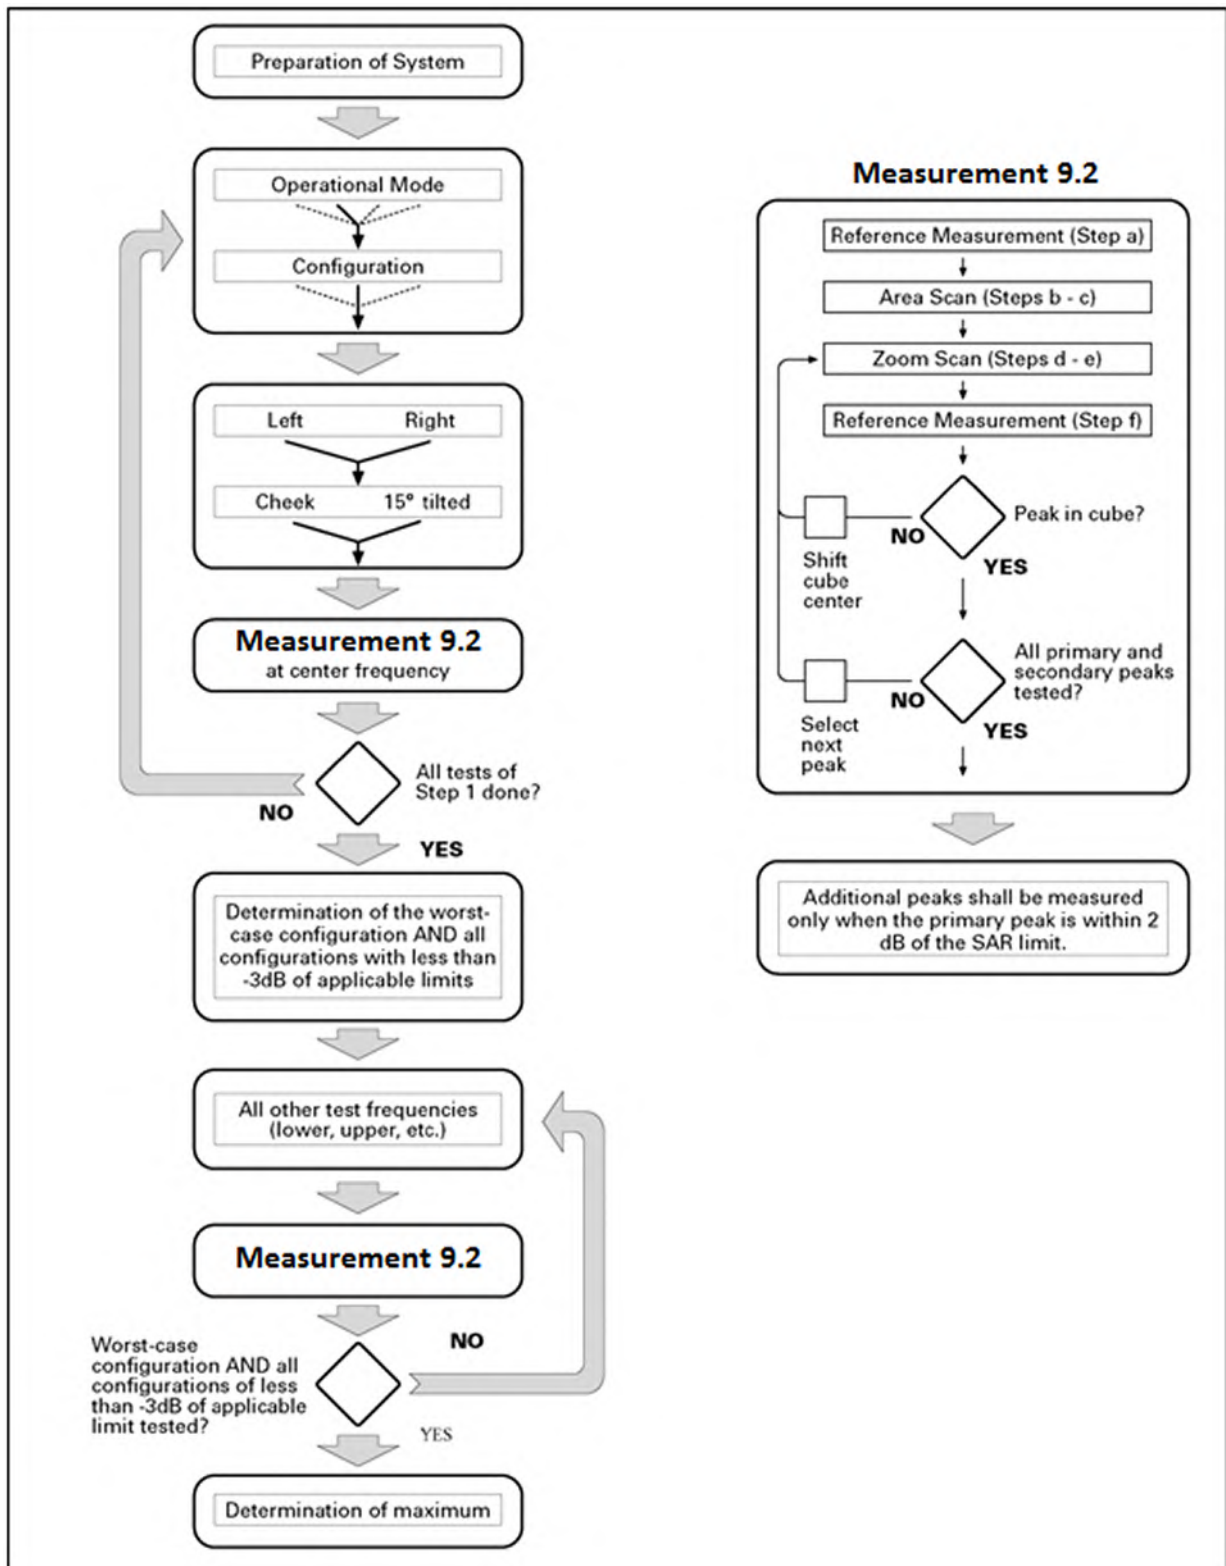 Preparation of System
Operational Mode
Configuration
Left Right
Cheek 15° tilted
Measurement 9.2
at center frequency
All tests of
Step 1 done?
NO
YES
Determination of the worst-
case configuration AND all
configurations with less than
-3dB of applicable limits
All other test frequencies
(lower, upper, etc.)
Measurement 9.2
NO
Worst-case
configuration AND all
configurations of less
than -3dB of applicable
limit tested?
YES
Determination of maximum
Measurement 9.2
Reference Measurement (Step a)
Area Scan (Steps b - c)
Zoom Scan (Steps d - e)
Reference Measurement (Step f)
Peak in cube?
NO
Shift
cube
center
YES
All primary and
secondary peaks
tested?
NO
Select
next
peak
YES
Additional peaks shall be measured
only when the primary peak is within 2
dB of the SAR limit.